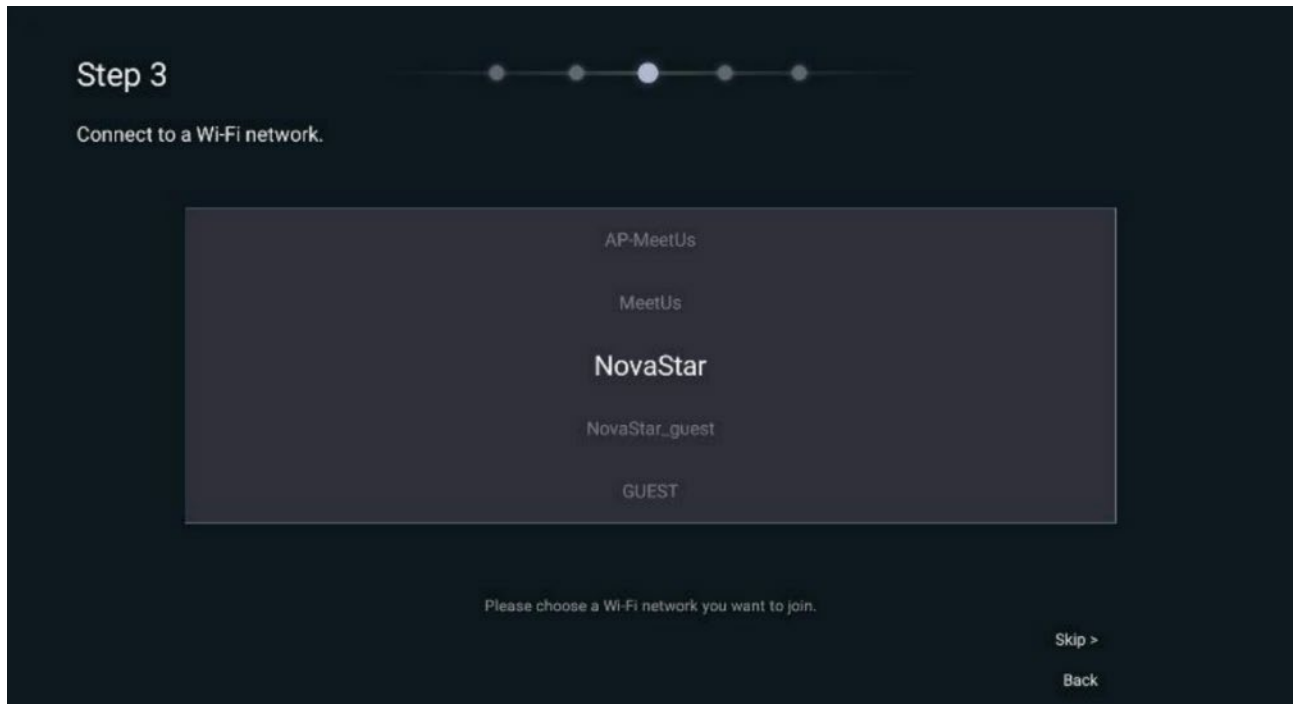 Step 3
Connect to a Wi-Fi network.
AP-MeetUs
MeetUs
NovaStar
NovaStar_guest
GUEST
Please choose a Wi-Fi network you want to join.
Skip >
Back